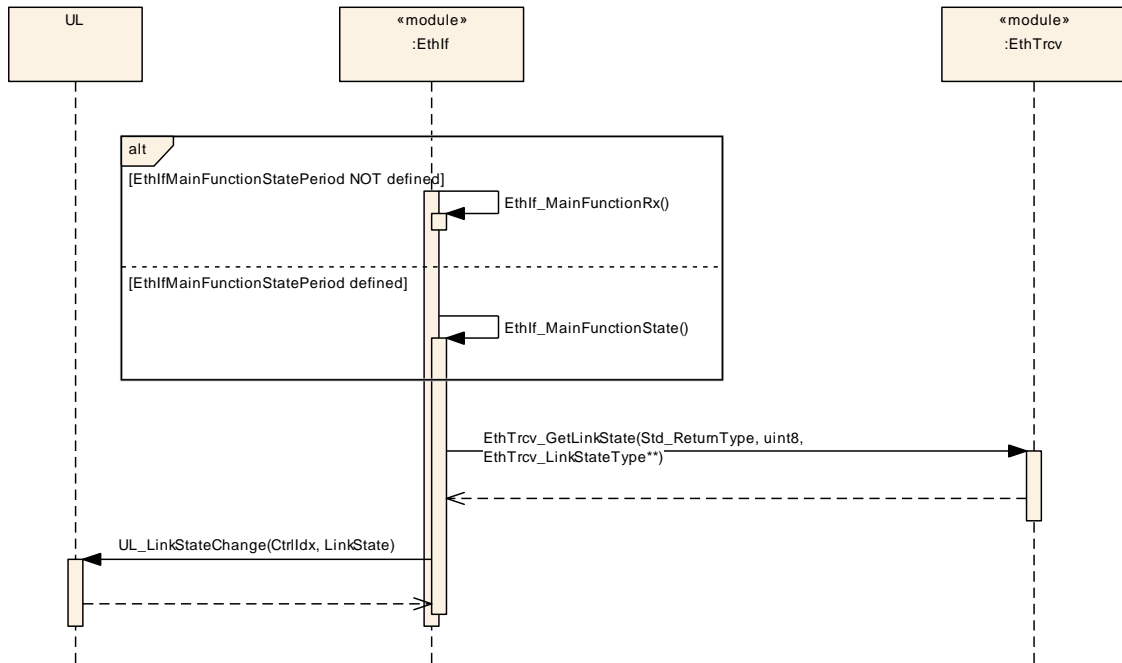 UL
«module»
:EthIf
«module»
:EthTrcv
alt
[EthIfMainFunctionStatePeriod NOT defined]
EthIf_MainFunctionRx()
[EthIfMainFunctionStatePeriod defined]
EthIf_MainFunctionState()
EthTrcv_GetLinkState(Std_ReturnType, uint8,
EthTrcv_LinkStateType**)
UL_LinkStateChange(CtrlIdx, LinkState)